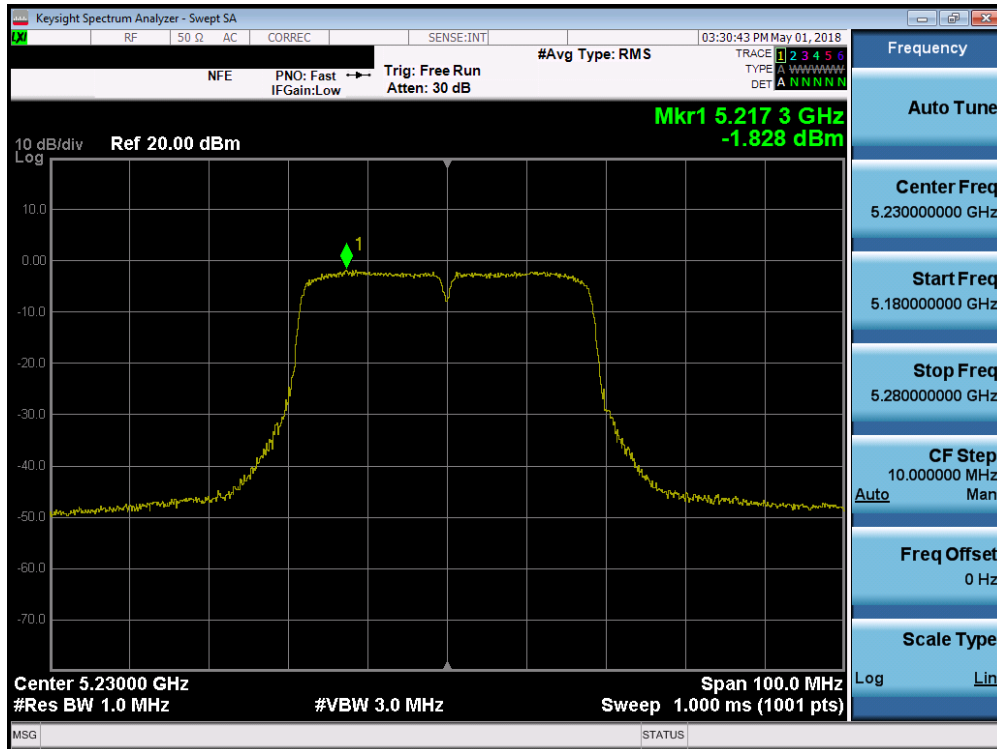 Keysight Spectrum Analyzer - Swept SA
LXI RF 50 Ω AC CORREC SENSE:INT 03:30:43 PM May 01, 2018
#Avg Type: RMS TRACE 1 2 3 4 5 6
NFE PNO: Fast Trig: Free Run TYPE A WWWWW
IFGain:Low Atten: 30 dB DET A N N N N N
Mkr1 5.217 3 GHz
10 dB/div Ref 20.00 dBm -1.828 dBm
Log
10.0
1
0.00
-10.0
-20.0
-30.0
-40.0
-50.0
-60.0
-70.0
Center 5.23000 GHz Span 100.0 MHz
#Res BW 1.0 MHz #VBW 3.0 MHz Sweep 1.000 ms (1001 pts)
MSG STATUS
Frequency
Auto Tune
Center Freq
5.230000000 GHz
Start Freq
5.180000000 GHz
Stop Freq
5.280000000 GHz
CF Step
10.000000 MHz
Auto Man
Freq Offset
0 Hz
Scale Type
Log Lin